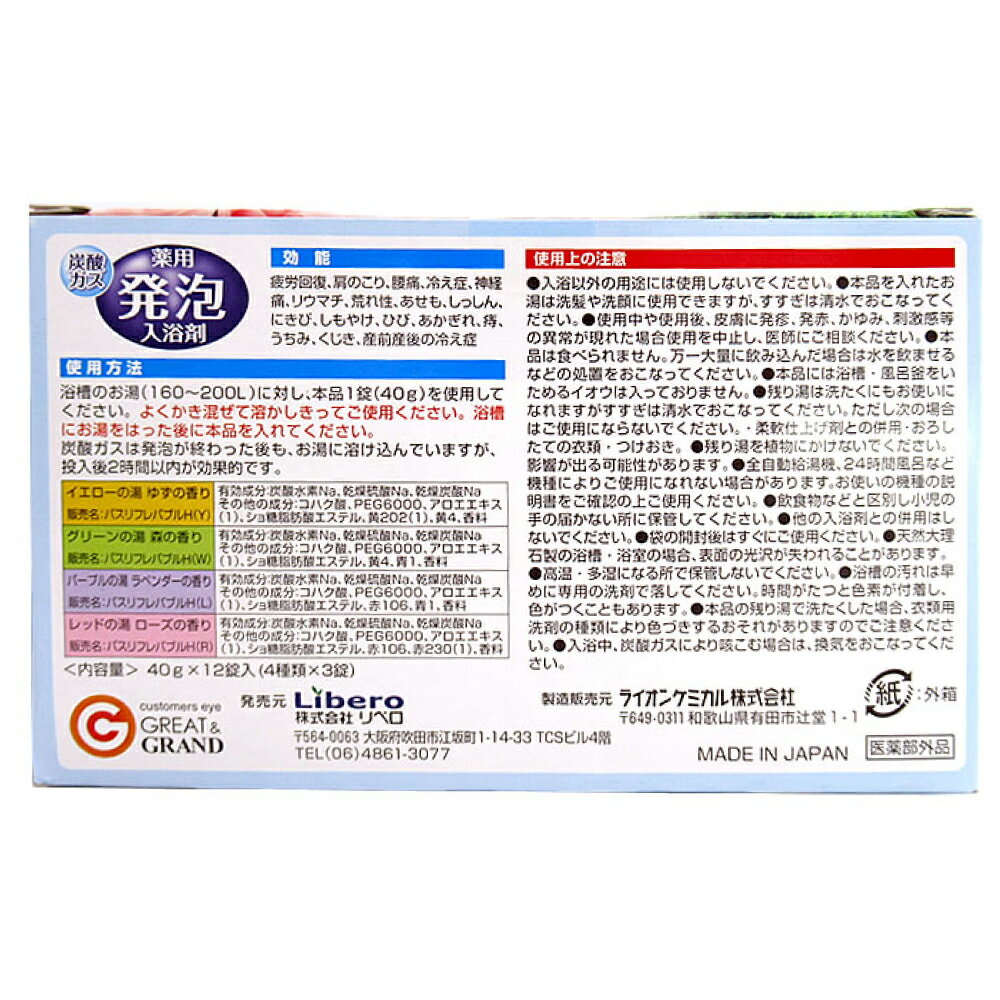 炭酸
ガス
薬用
発泡
入浴剤
効能
疲労回復、肩のこり、腰痛、冷え症、神経
痛、リウマチ、荒れ性、あせも、しっしん、
にきび、しもやけ、ひび、あかぎれ、痔、
うちみ、くじき、産前産後の冷え症
使用方法
浴槽のお湯(160〜200L)に対し、本品1錠(40g)を使用して
ください。よくかき混ぜて溶かしきってご使用ください。浴槽
にお湯をはった後に本品を入れてください。
炭酸ガスは発泡が終わった後も、お湯に溶け込んでいますが、
投入後2時間以内が効果的です。
イエローの湯 ゆずの香り
販売名:バスリフレバブルH(Y)
有効成分:炭酸水素Na、乾燥硫酸Na、乾燥炭酸Na
その他の成分:コハク酸、PEG6000、アロエエキス
(1)、ショ糖脂肪酸エステル、黄202(1)、黄4、香料
グリーンの湯 森の香り
販売名:バスリフレバブルH(W)
有効成分:炭酸水素Na、乾燥硫酸Na、乾燥炭酸Na
その他の成分:コハク酸、PEG6000、アロエエキス
(1)、ショ糖脂肪酸エステル、黄4、青1、香料
パープルの湯 ラベンダーの香り
販売名:バスリフレバブルH(L)
有効成分:炭酸水素Na、乾燥硫酸Na、乾燥炭酸Na
その他の成分:コハク酸、PEG6000、アロエエキス
(1)、ショ糖脂肪酸エステル、赤106、青1、香料
レッドの湯 ローズの香り
販売名:バスリフレバブルH(R)
有効成分:炭酸水素Na、乾燥硫酸Na、乾燥炭酸Na
その他の成分:コハク酸、PEG6000、アロエエキス
(1)、ショ糖脂肪酸エステル、赤106、赤230(1)、香料
<内容量> 40g×12錠入(4種類×3錠)
使用上の注意
●入浴以外の用途には使用しないでください。●本品を入れたお
湯は洗髪や洗顔に使用できますが、すすぎは清水でおこなってく
ださい。●使用中や使用後、皮膚に発疹、発赤、かゆみ、刺激感等
の異常が現れた場合は使用を中止し、医師にご相談ください。●本
品は食べられません。万一大量に飲み込んだ場合は水を飲ませる
などの処置をおこなってください。●本品には浴槽・風呂釜をい
ためるイオウは入っておりません。●残り湯は洗たくにもお使い
になれますがすすぎは清水でおこなってください。ただし次の場合
はご使用にならないでください。・柔軟仕上げ剤との併用・おろし
たての衣類・つけおき。●残り湯を植物にかけないでください。
影響が出る可能性があります。●全自動給湯機、24時間風呂など
機種によりご使用になれない場合があります。お使いの機種の説
明書をご確認の上ご使用ください。●飲食物などと区別し小児の
手の届かない所に保管してください。●他の入浴剤との併用はし
ないでください。●袋の開封後はすぐにご使用ください。●天然大理
石製の浴槽・浴室の場合、表面の光沢が失われることがあります。
●高温・多湿になる所で保管しないでください。●浴槽の汚れは早
めに専用の洗剤で落してください。時間がたつと色素が付着し、
色がつくこともあります。●本品の残り湯で洗たくした場合、衣類用
洗剤の種類により色づきするおそれがありますのでご注意くださ
い。●入浴中、炭酸ガスにより咳こむ場合は、換気をおこなってくだ
さい。
customers eye
GREAT &
GRAND
発売元 Libero
株式会社 リベロ
〒564-0063 大阪府吹田市江坂町1-14-33 TCSビル4階
TEL(06)4861-3077
製造販売元 ライオンケミカル株式会社
〒649-0311 和歌山県有田市辻堂 1-1
MADE IN JAPAN
紙:外箱
医薬部外品